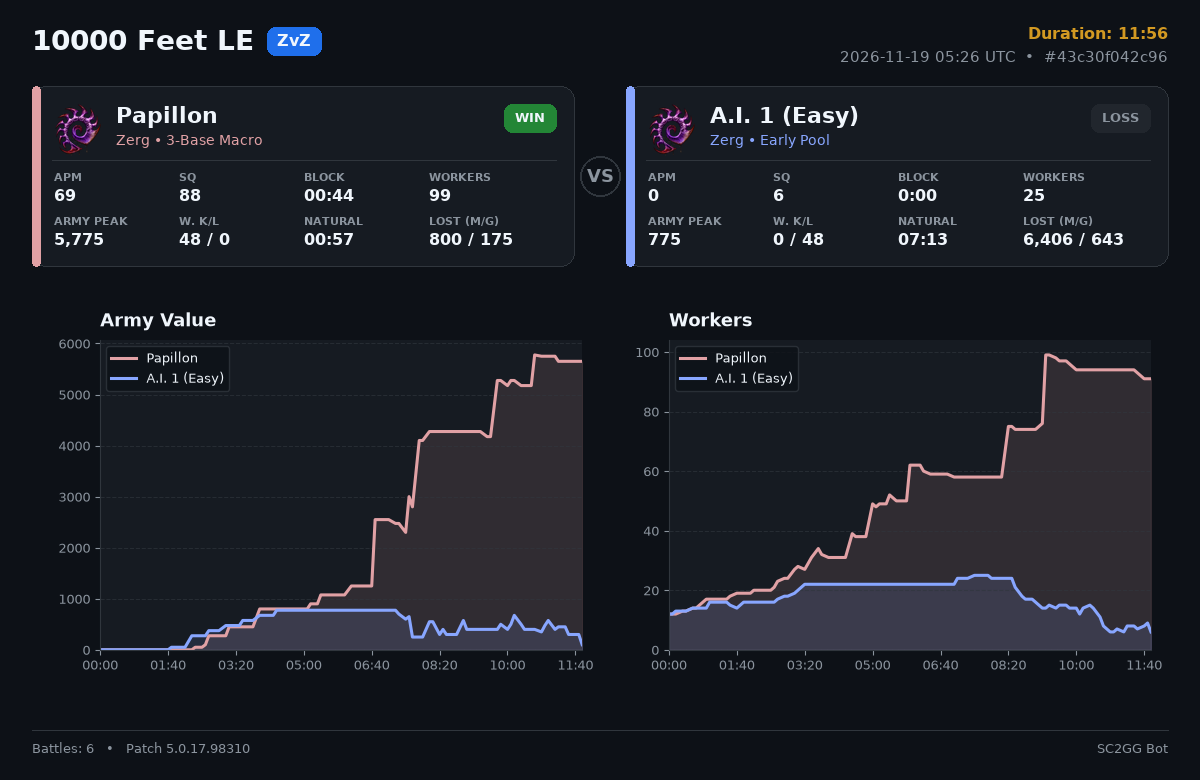 10000 Feet LE ZvZ
Duration: 11:56
2026-11-19 05:26 UTC • #43c30f042c96
Papillon WIN
Zerg • 3-Base Macro
APM SQ BLOCK WORKERS
69 88 00:44 99
ARMY PEAK W. K/L NATURAL LOST (M/G)
5,775 48 / 0 00:57 800 / 175
VS
A.I. 1 (Easy) LOSS
Zerg • Early Pool
APM SQ BLOCK WORKERS
0 6 0:00 25
ARMY PEAK W. K/L NATURAL LOST (M/G)
775 0 / 48 07:13 6,406 / 643
Army Value
Papillon
A.I. 1 (Easy)
6000
5000
4000
3000
2000
1000
0
00:00 01:40 03:20 05:00 06:40 08:20 10:00 11:40
Workers
Papillon
A.I. 1 (Easy)
100
80
60
40
20
0
00:00 01:40 03:20 05:00 06:40 08:20 10:00 11:40
Battles: 6 • Patch 5.0.17.98310
SC2GG Bot